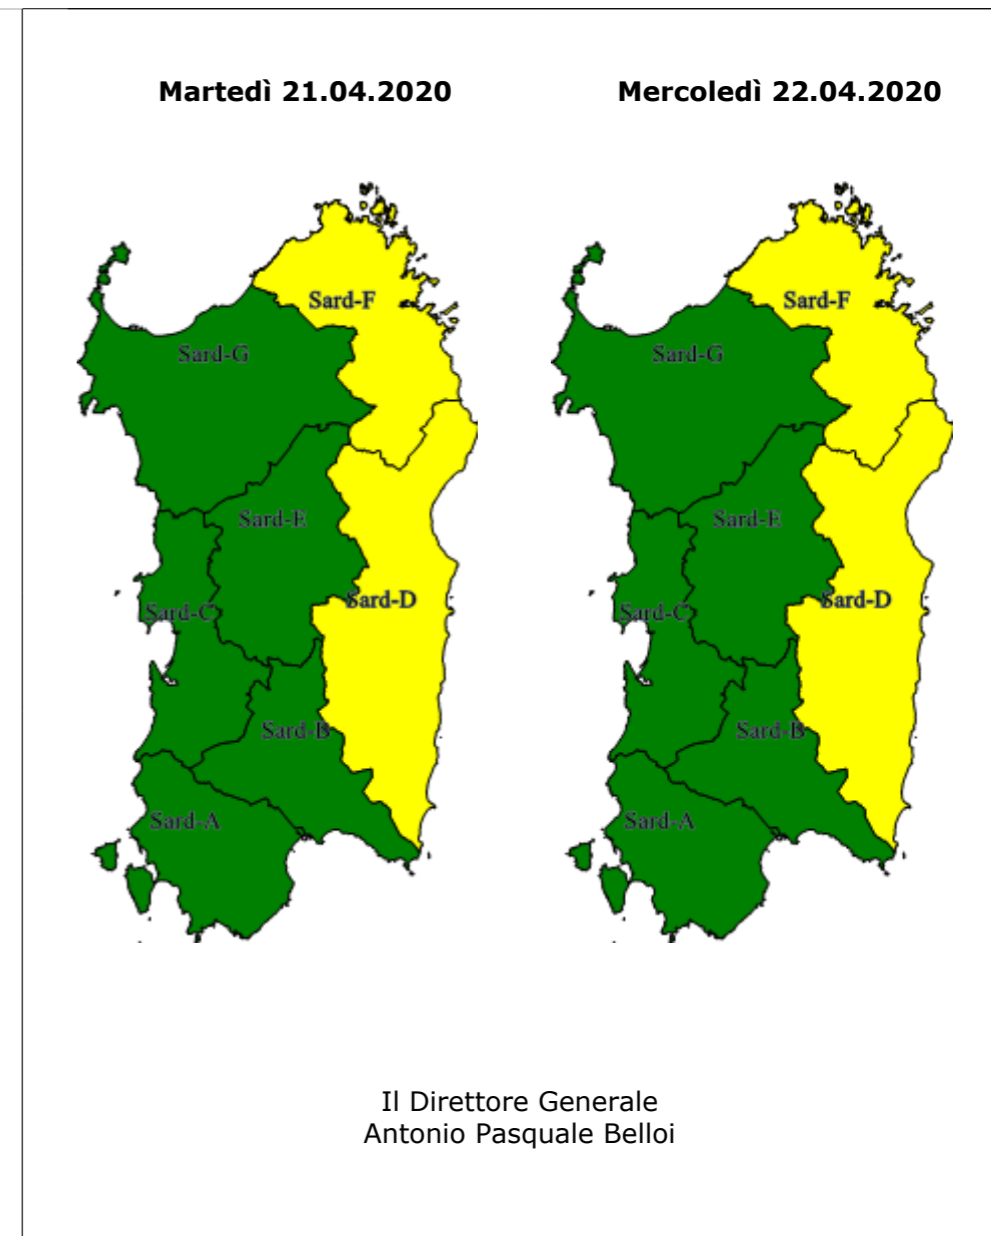 Martedì 21.04.2020
Mercoledì 22.04.2020
Sard-F
Sard-G
Sard-E
Sard-D
Sard-C
Sard-B
Sard-A
Sard-F
Sard-G
Sard-E
Sard-D
Sard-C
Sard-B
Sard-A
Il Direttore Generale
Antonio Pasquale Belloi